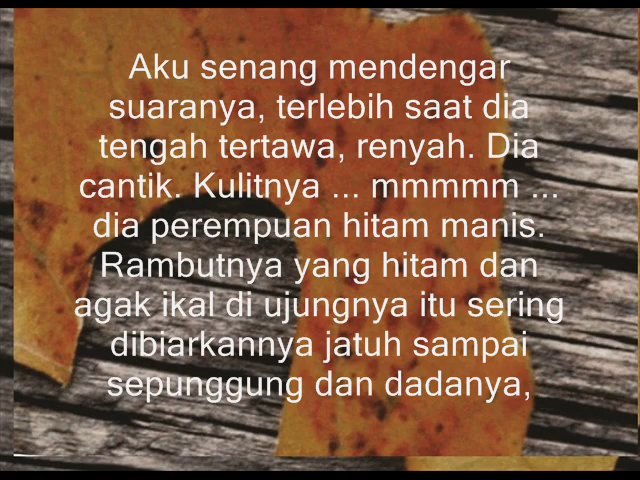 Aku senang mendengar
suaranya, terlebih saat dia
tengah tertawa, renyah. Dia
cantik. Kulitnya ... mmmmm ...
dia perempuan hitam manis.
Rambutnya yang hitam dan
agak ikal di ujungnya itu sering
dibiarkannya jatuh sampai
sepunggung dan dadanya,